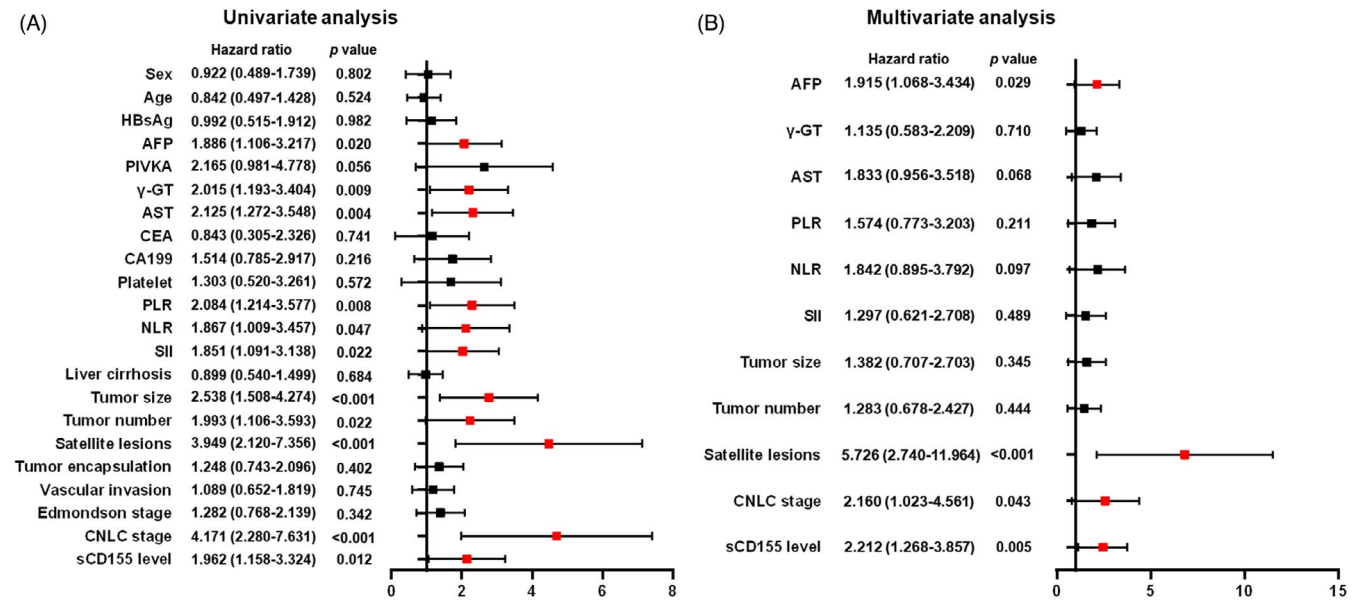 (A)
Univariate analysis
Hazard ratio p value
Sex 0.922 (0.489-1.739) 0.802
Age 0.842 (0.497-1.428) 0.524
HBsAg 0.992 (0.515-1.912) 0.982
AFP 1.886 (1.106-3.217) 0.020
PIVKA 2.165 (0.981-4.778) 0.056
γ-GT 2.015 (1.193-3.404) 0.009
AST 2.125 (1.272-3.548) 0.004
CEA 0.843 (0.305-2.326) 0.741
CA199 1.514 (0.785-2.917) 0.216
Platelet 1.303 (0.520-3.261) 0.572
PLR 2.084 (1.214-3.577) 0.008
NLR 1.867 (1.009-3.457) 0.047
SII 1.851 (1.091-3.138) 0.022
Liver cirrhosis 0.899 (0.540-1.499) 0.684
Tumor size 2.538 (1.508-4.274) <0.001
Tumor number 1.993 (1.106-3.593) 0.022
Satellite lesions 3.949 (2.120-7.356) <0.001
Tumor encapsulation 1.248 (0.743-2.096) 0.402
Vascular invasion 1.089 (0.652-1.819) 0.745
Edmondson stage 1.282 (0.768-2.139) 0.342
CNLC stage 4.171 (2.280-7.631) <0.001
sCD155 level 1.962 (1.158-3.324) 0.012
0 2 4 6 8
(B)
Multivariate analysis
Hazard ratio p value
AFP 1.915 (1.068-3.434) 0.029
γ-GT 1.135 (0.583-2.209) 0.710
AST 1.833 (0.956-3.518) 0.068
PLR 1.574 (0.773-3.203) 0.211
NLR 1.842 (0.895-3.792) 0.097
SII 1.297 (0.621-2.708) 0.489
Tumor size 1.382 (0.707-2.703) 0.345
Tumor number 1.283 (0.678-2.427) 0.444
Satellite lesions 5.726 (2.740-11.964) <0.001
CNLC stage 2.160 (1.023-4.561) 0.043
sCD155 level 2.212 (1.268-3.857) 0.005
0 5 10 15